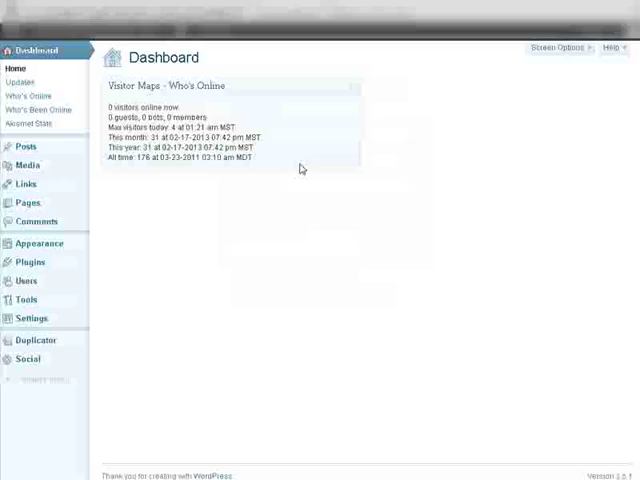 Dashboard
Home
Updates
Who's Online
Who's Been Online
Akismet Stats
Posts
Media
Links
Pages
Comments
Appearance
Plugins
Users
Tools
Settings
Duplicator
Social
Screen Options
Help
Dashboard
Visitor Maps - Who's Online
0 visitors online now.
0 guests, 0 bots, 0 members
Max visitors today: 4 at 01:21 am MST
This month: 31 at 02-17-2013 07:42 pm MST
This year: 31 at 02-17-2013 07:42 pm MST
All time: 176 at 03-23-2011 03:10 am MDT
Thank you for creating with WordPress.
Version